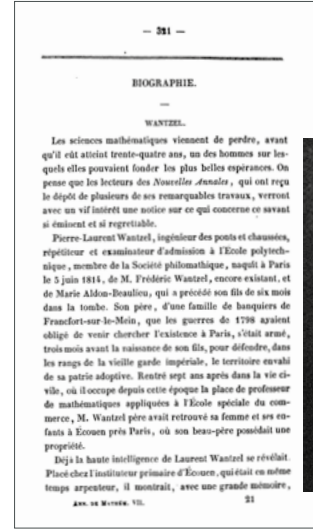 — 321 —
BIOGRAPHIE.
WANTZEL.
Les sciences mathématiques viennent de perdre, avant
qu'il eût atteint trente-quatre ans, un des hommes sur les-
quels elles pouvaient fonder les plus belles espérances. On
pense que les lecteurs des Nouvelles Annales, qui ont reçu
le dépôt de plusieurs de ses remarquables travaux, verront
avec un vif intérêt une notice sur ce qui concerne ce savant
si éminent et si regrettable.
Pierre-Laurent Wantzel, ingénieur des ponts et chaussées,
répétiteur et examinateur d'admission à l'École polytech-
nique, membre de la Société philomathique, naquit à Paris
le 5 juin 1814, de M. Frédéric Wantzel, encore existant, et
de Marie Aldon-Beaulieu, qui a précédé son fils de six mois
dans la tombe. Son père, d'une famille de banquiers de
Francfort-sur-le-Mein, que les guerres de 1798 ayaient
obligé de venir chercher l'existence à Paris, s'était armé,
trois mois avant la naissance de son fils, pour défendre, dans
les rangs de la vieille garde impériale, le territoire envahi
de sa patrie adoptive. Rentré sept ans après dans la vie ci-
vile, où il occupe depuis cette époque la place de professeur
de mathématiques appliquées à l'École spéciale du com-
merce, M. Wantzel père avait retrouvé sa femme et ses en-
fants à Écouen près Paris, où son beau-père possédait une
propriété.
Déjà la haute intelligence de Laurent Wantzel se révélait.
Placé chez l'instituteur primaire d'Écouen, qui était en même
temps arpenteur, il montrait, avec une grande mémoire,
ANN. DE MATHÉM. VII. 21